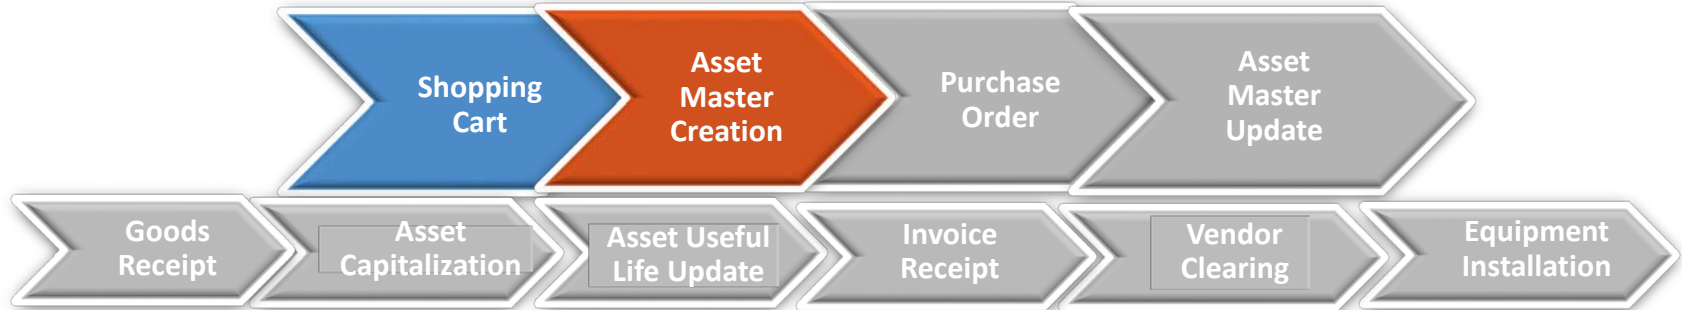 Shopping
Cart
Asset
Master
Creation
Purchase
Order
Asset
Master
Update
Goods
Receipt
Asset
Capitalization
Asset Useful
Life Update
Invoice
Receipt
Vendor
Clearing
Equipment
Installation